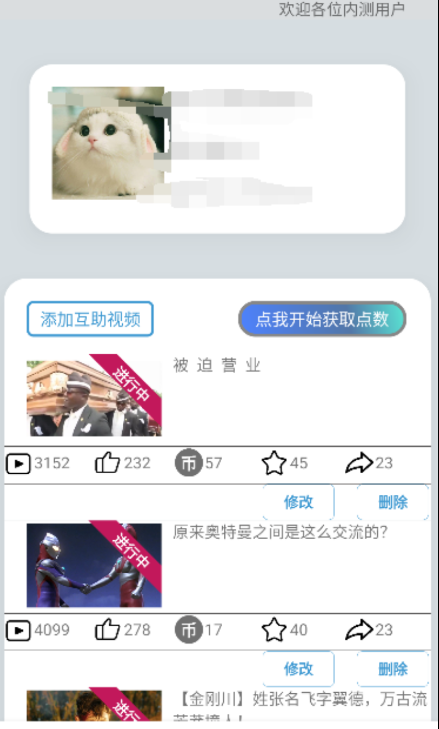 欢迎各位内测用户
添加互助视频
点我开始获取点数
进行中
被 迫 营 业
3152 232 币 57 45 23
修改 删除
进行中
原来奥特曼之间是这么交流的?
4099 278 币 17 40 23
修改 删除
进行
【金刚川】姓张名飞字翼德，万古流